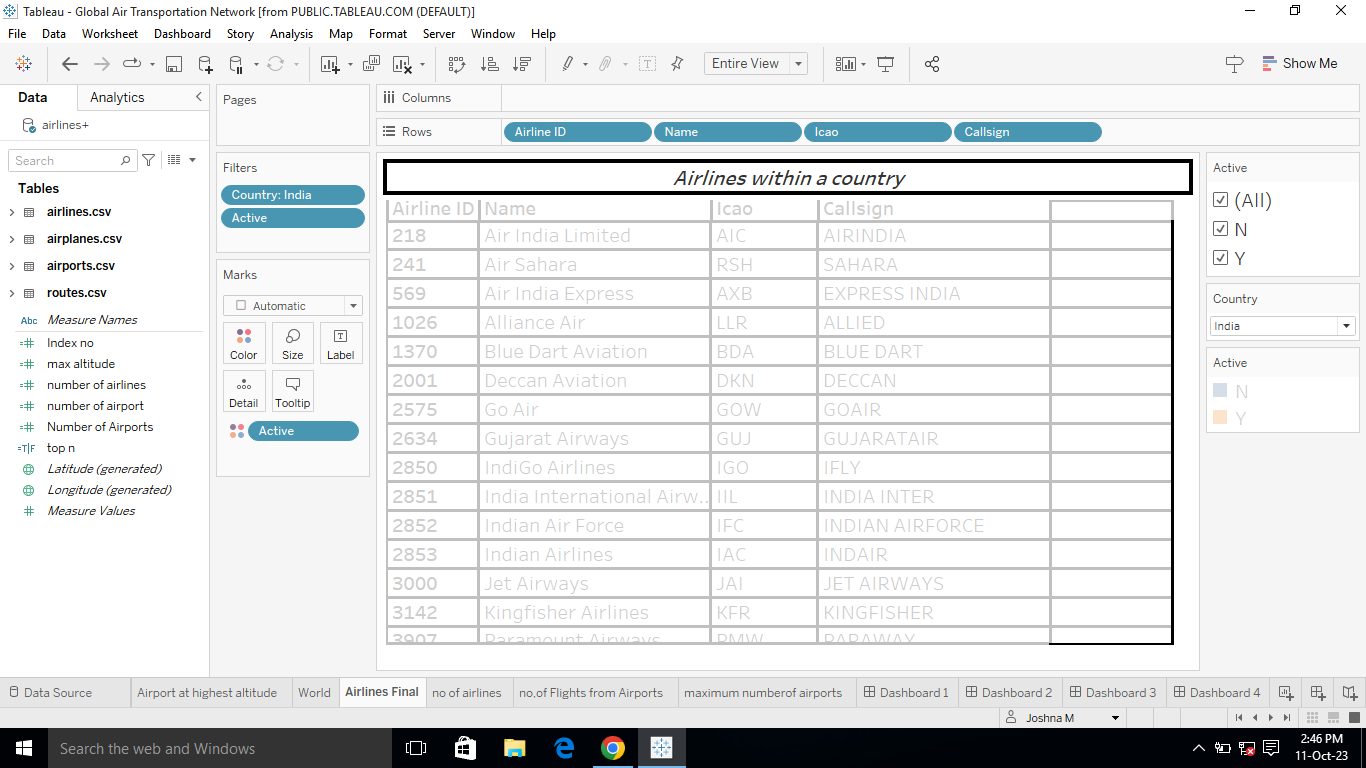 Tableau - Global Air Transportation Network [from PUBLIC.TABLEAU.COM (DEFAULT)]
File Data Worksheet Dashboard Story Analysis Map Format Server Window Help
Entire View
Show Me
Data Analytics
airlines+
Search
Tables
airlines.csv
airplanes.csv
airports.csv
routes.csv
Abc Measure Names
Index no
max altitude
number of airlines
number of airport
Number of Airports
=T|F top n
Latitude (generated)
Longitude (generated)
Measure Values
Pages
Filters
Country: India
Active
Marks
Automatic
Color Size Label
Detail Tooltip
Active
Columns
Rows Airline ID Name Icao Callsign
Airlines within a country
Airline ID Name Icao Callsign
218 Air India Limited AIC AIRINDIA
241 Air Sahara RSH SAHARA
569 Air India Express AXB EXPRESS INDIA
1026 Alliance Air LLR ALLIED
1370 Blue Dart Aviation BDA BLUE DART
2001 Deccan Aviation DKN DECCAN
2575 Go Air GOW GOAIR
2634 Gujarat Airways GUJ GUJARATAIR
2850 IndiGo Airlines IGO IFLY
2851 India International Airw.. IIL INDIA INTER
2852 Indian Air Force IFC INDIAN AIRFORCE
2853 Indian Airlines IAC INDAIR
3000 Jet Airways JAI JET AIRWAYS
3142 Kingfisher Airlines KFR KINGFISHER
3907 Paramount Airways PMW PARAWAY
Active
(All)
N
Y
Country
India
Active
N
Y
Data Source Airport at highest altitude World Airlines Final no of airlines no,of Flights from Airports maximum numberof airports Dashboard 1 Dashboard 2 Dashboard 3 Dashboard 4
Joshna M
Search the web and Windows
2:46 PM
11-Oct-23